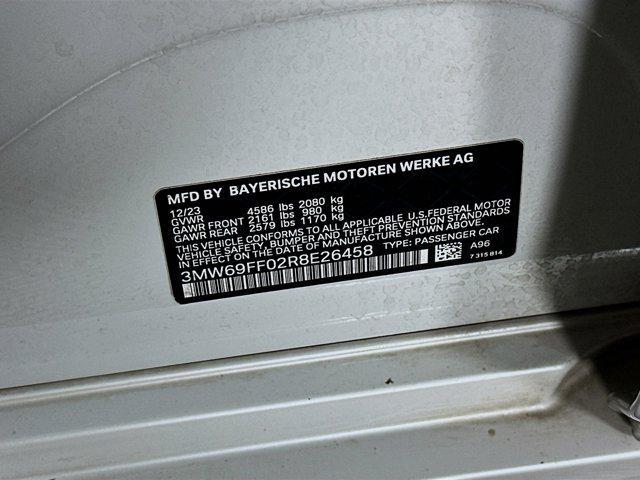 MFD BY BAYERISCHE MOTOREN WERKE AG
12/23
GVWR 4586 lbs 2080 kg
GAWR FRONT 2161 lbs 980 kg
GAWR REAR 2579 lbs 1170 kg
THIS VEHICLE CONFORMS TO ALL APPLICABLE U.S.FEDERAL MOTOR
VEHICLE SAFETY, BUMPER AND THEFT PREVENTION STANDARDS
IN EFFECT ON THE DATE OF MANUFACTURE SHOWN ABOVE.
3MW69FF02R8E26458 TYPE: PASSENGER CAR
A96
7 315 814